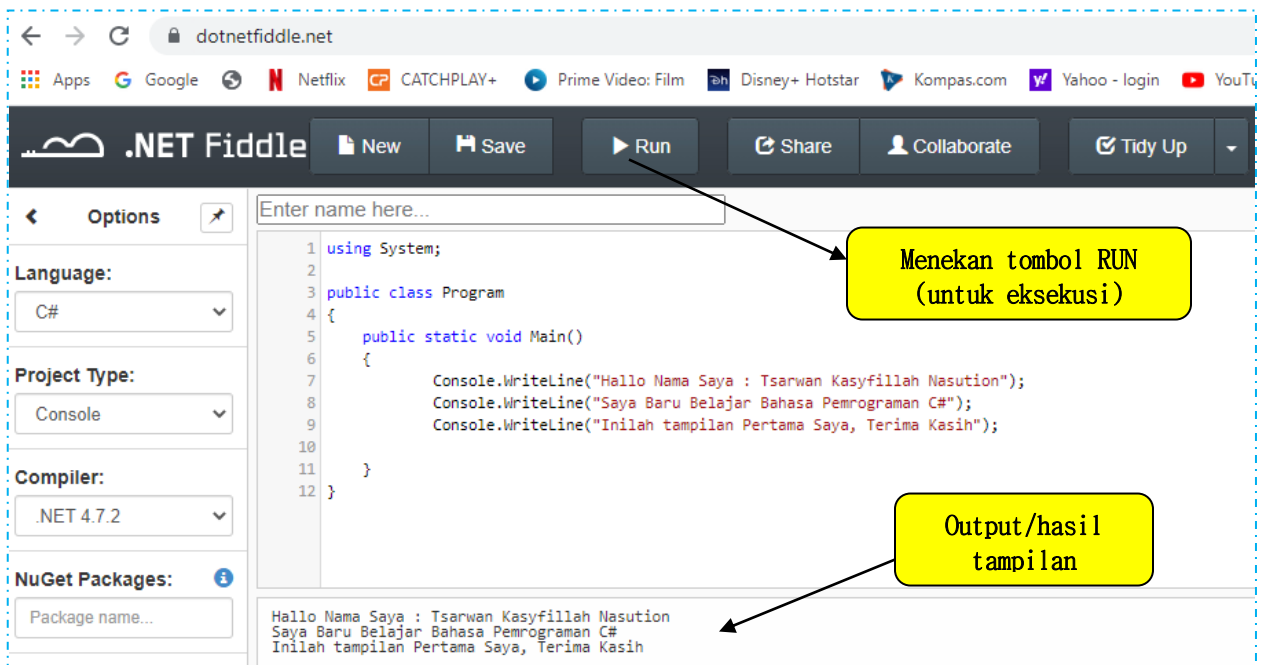 dotnetfiddle.net
Apps Google Netflix CATCHPLAY+ Prime Video: Film Disney+ Hotstar Kompas.com Yahoo - login
.NET Fiddle New Save Run Share Collaborate Tidy Up
Options
Enter name here...
Language:
C#
Project Type:
Console
Compiler:
.NET 4.7.2
NuGet Packages:
Package name...
1 using System;
2
3 public class Program
4 {
5 public static void Main()
6 {
7 Console.WriteLine("Hallo Nama Saya : Tsarwan Kasyfillah Nasution");
8 Console.WriteLine("Saya Baru Belajar Bahasa Pemrograman C#");
9 Console.WriteLine("Inilah tampilan Pertama Saya, Terima Kasih");
10
11 }
12 }
Menekan tombol RUN
(untuk eksekusi)
Output/hasil
tampilan
Hallo Nama Saya : Tsarwan Kasyfillah Nasution
Saya Baru Belajar Bahasa Pemrograman C#
Inilah tampilan Pertama Saya, Terima Kasih